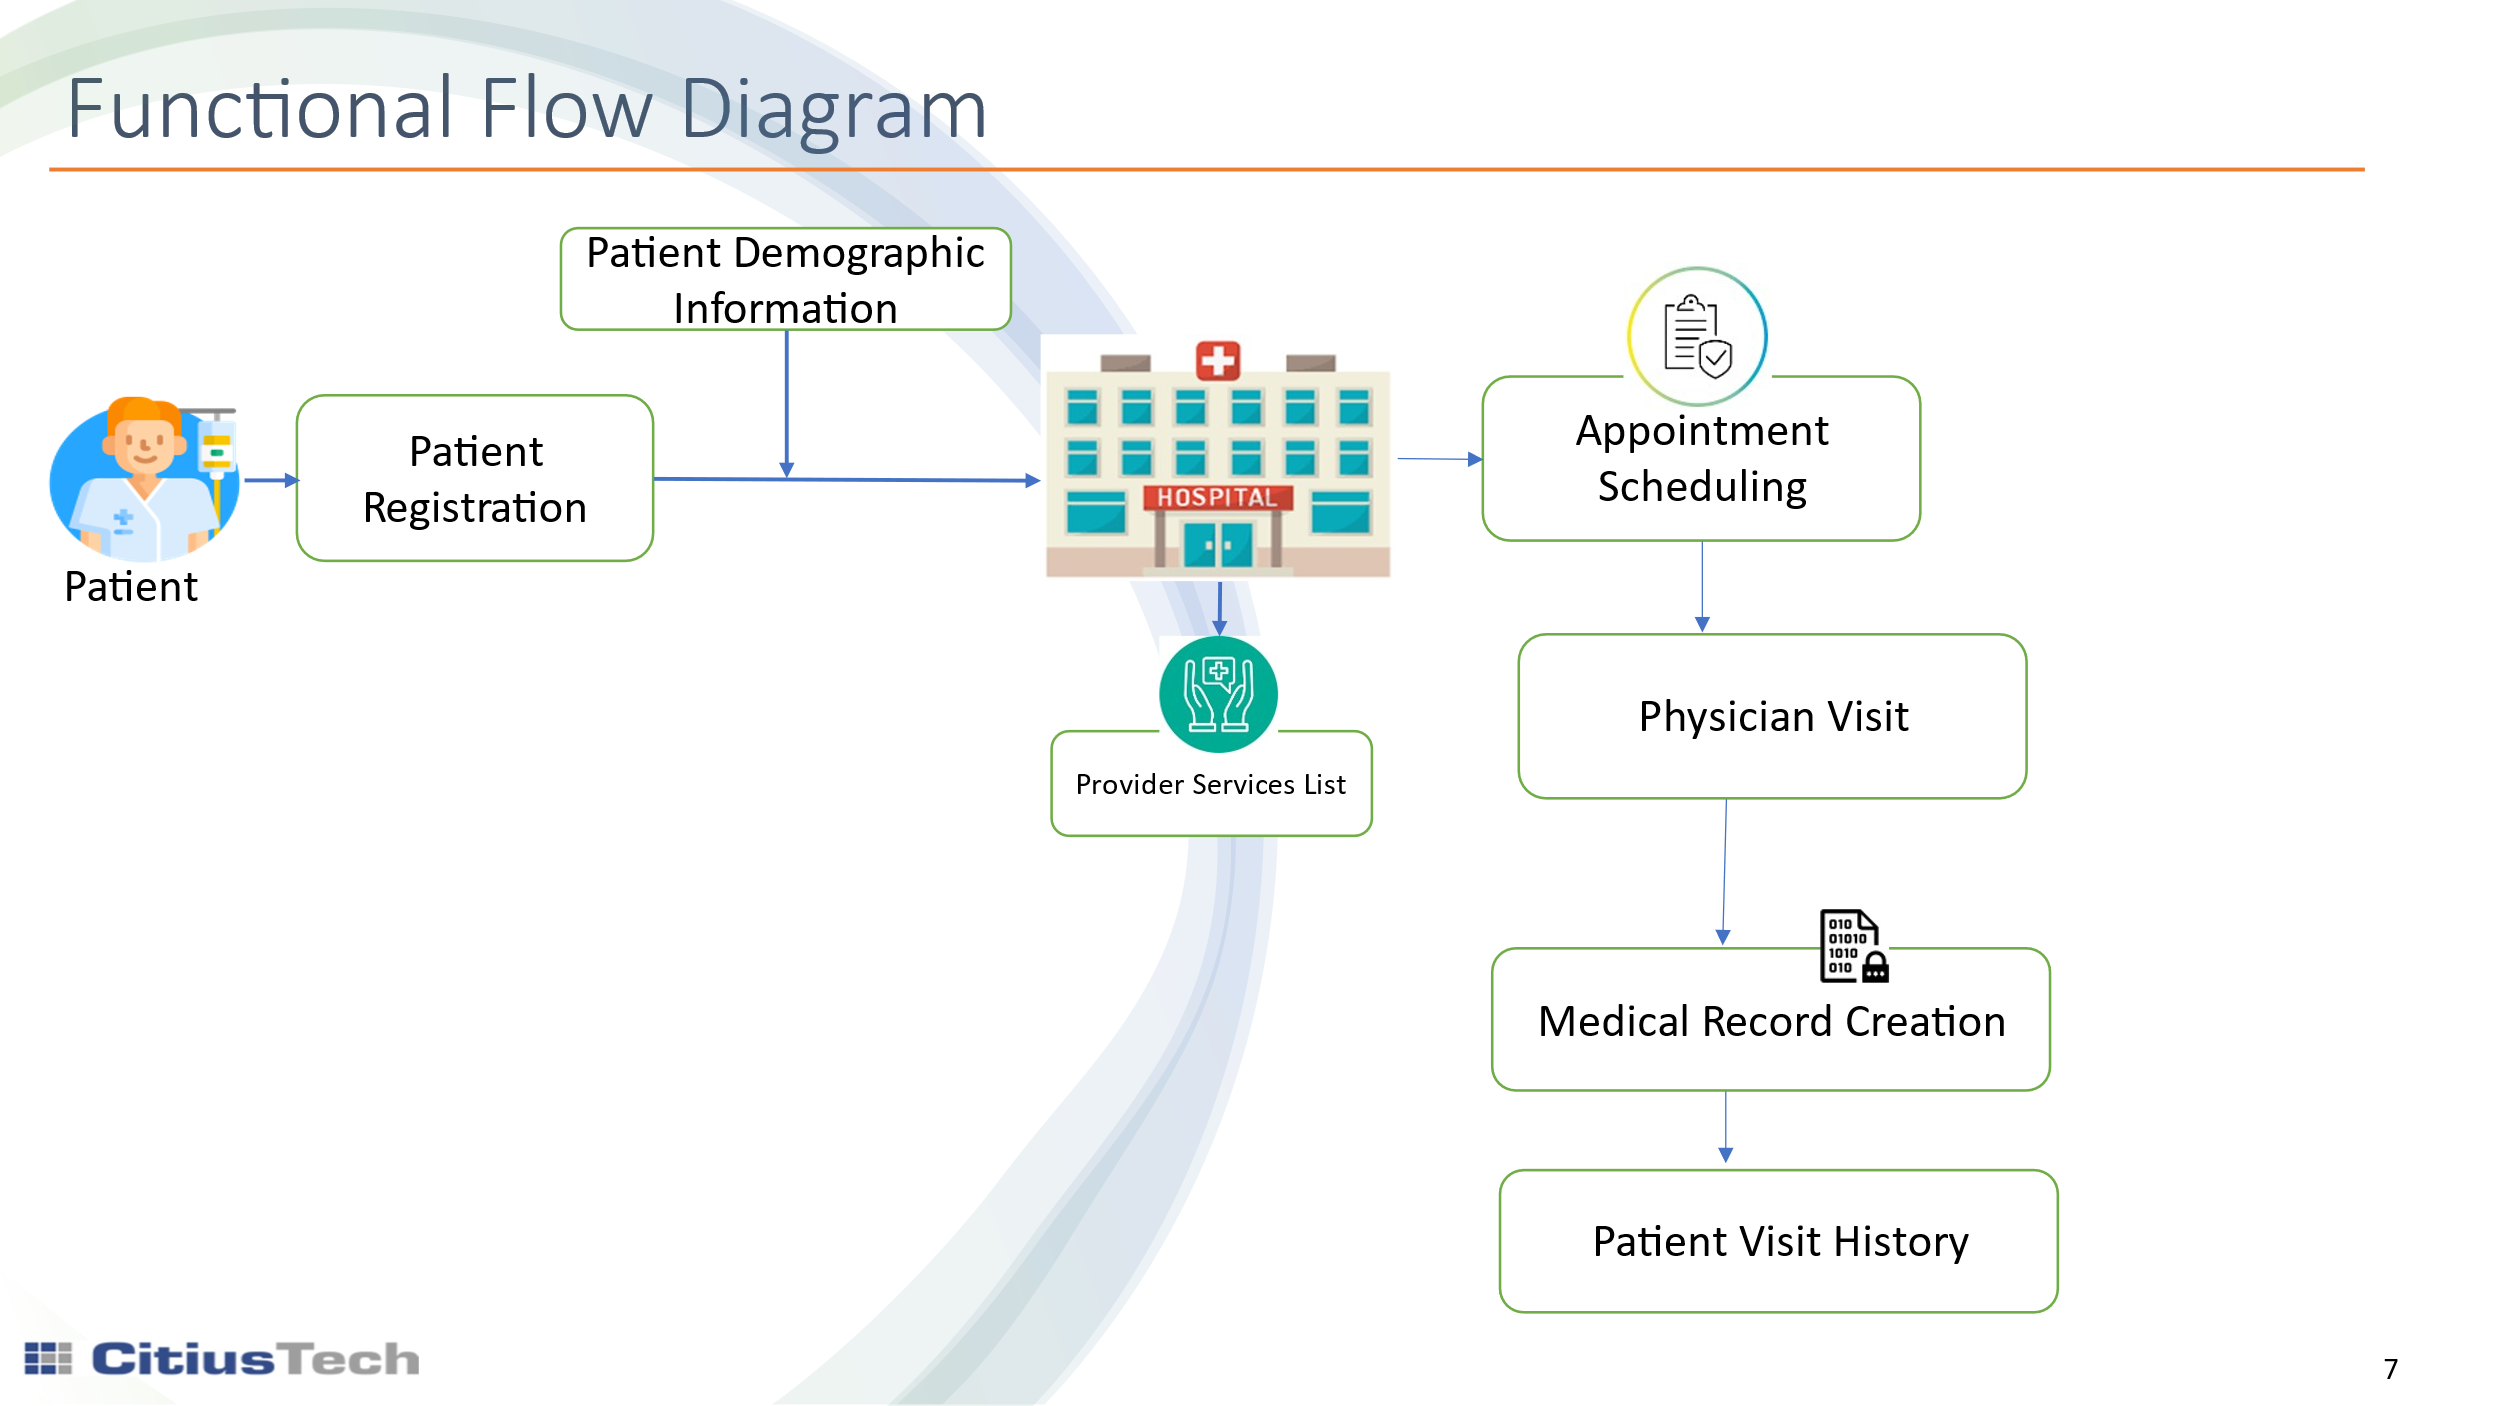 Functional Flow Diagram
Patient Demographic
Information
Patient
Registration
Patient
HOSPITAL
Appointment
Scheduling
Provider Services List
Physician Visit
010
01010
1010
010
Medical Record Creation
Patient Visit History
CitiusTech
7